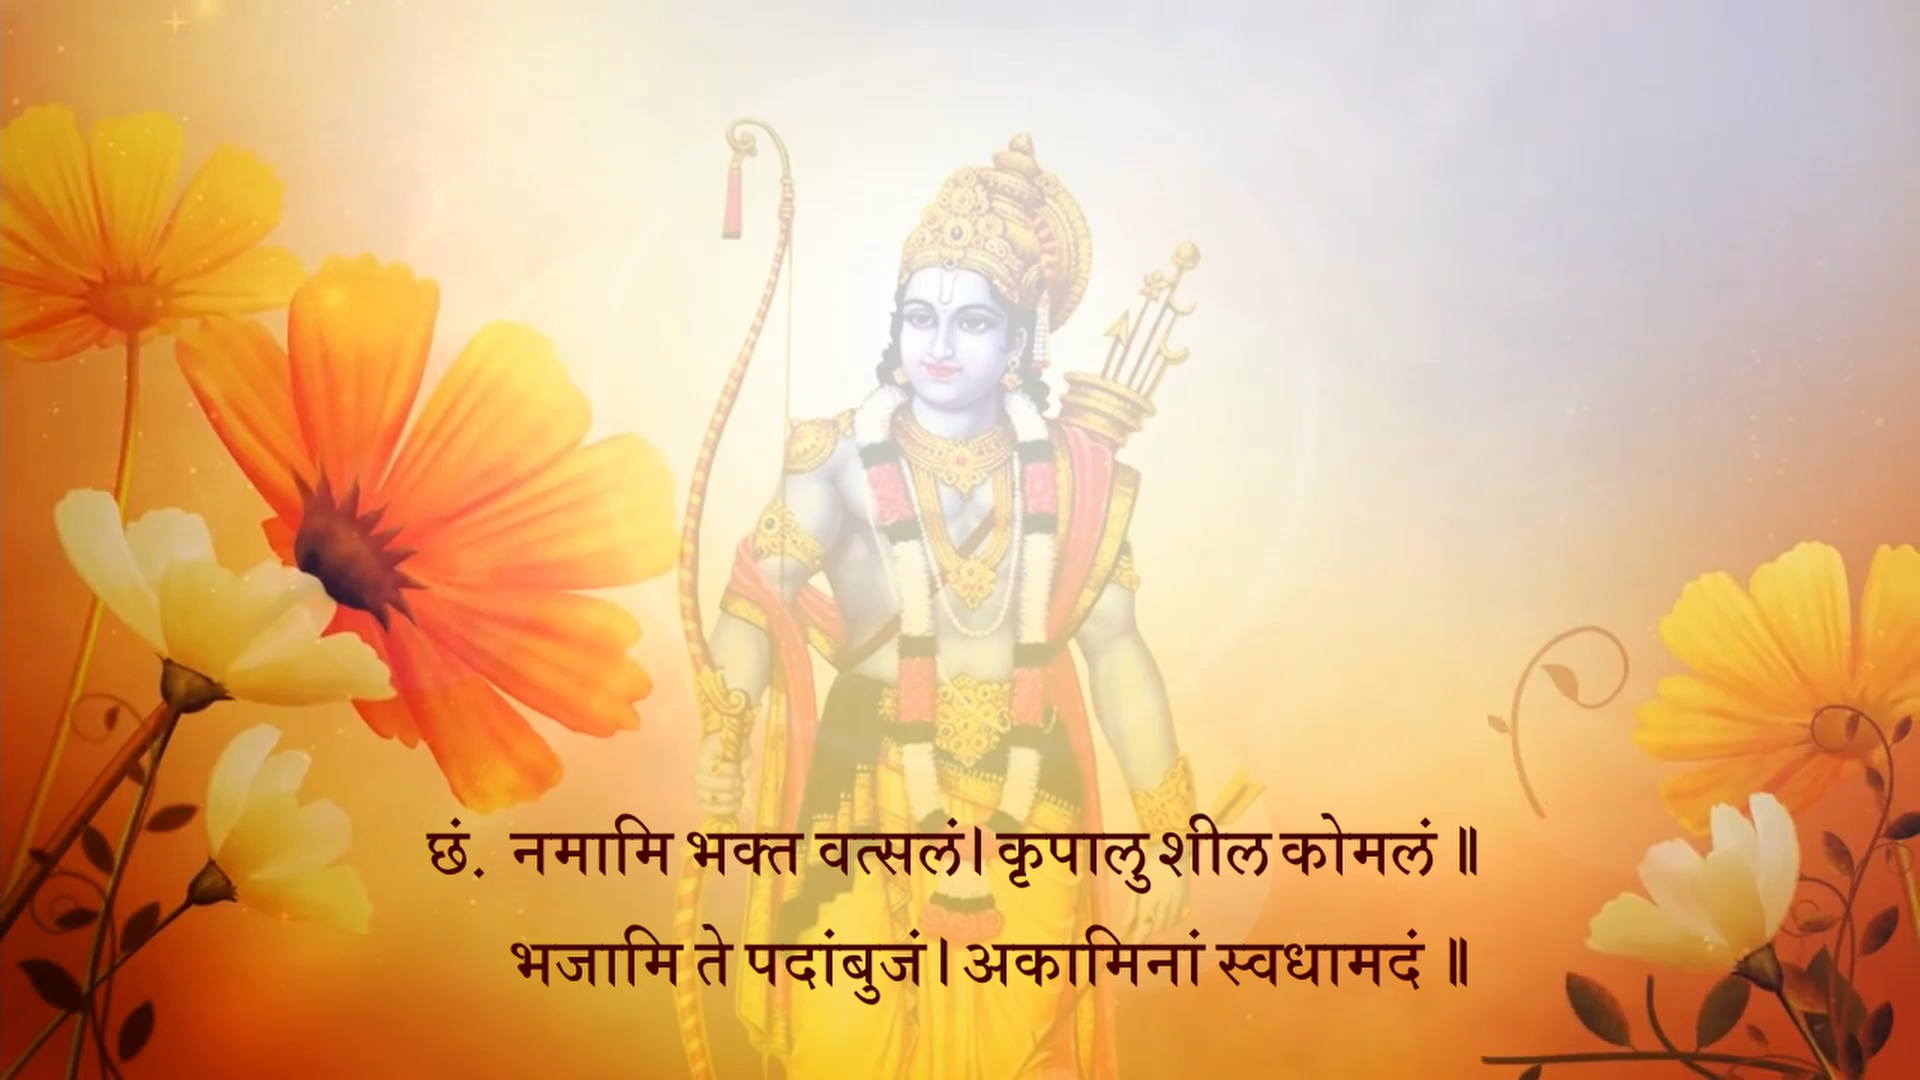 छं. नमामि भक्त वत्सलं। कृपालु शील कोमलं ॥
भजामि ते पदांबुजं। अकामिनां स्वधामदं ॥